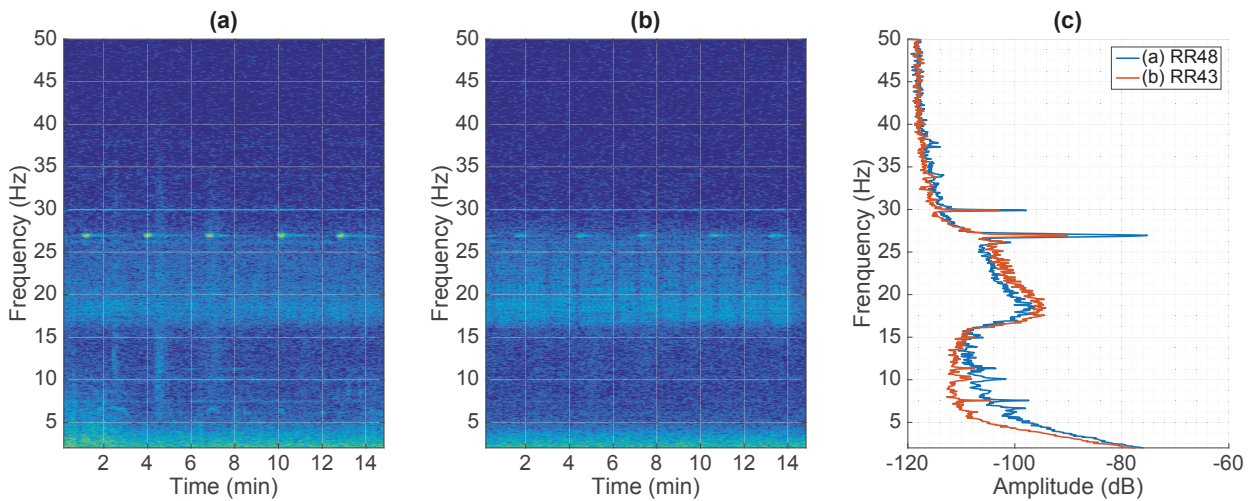 (a)
50
45
40
35
30
25
20
15
10
5
Frequency (Hz)
2 4 6 8 10 12 14
Time (min)
(b)
50
45
40
35
30
25
20
15
10
5
Frequency (Hz)
2 4 6 8 10 12 14
Time (min)
(c)
50
45
40
35
30
25
20
15
10
5
Frenquency (Hz)
(a) RR48
(b) RR43
-120 -100 -80 -60
Amplitude (dB)